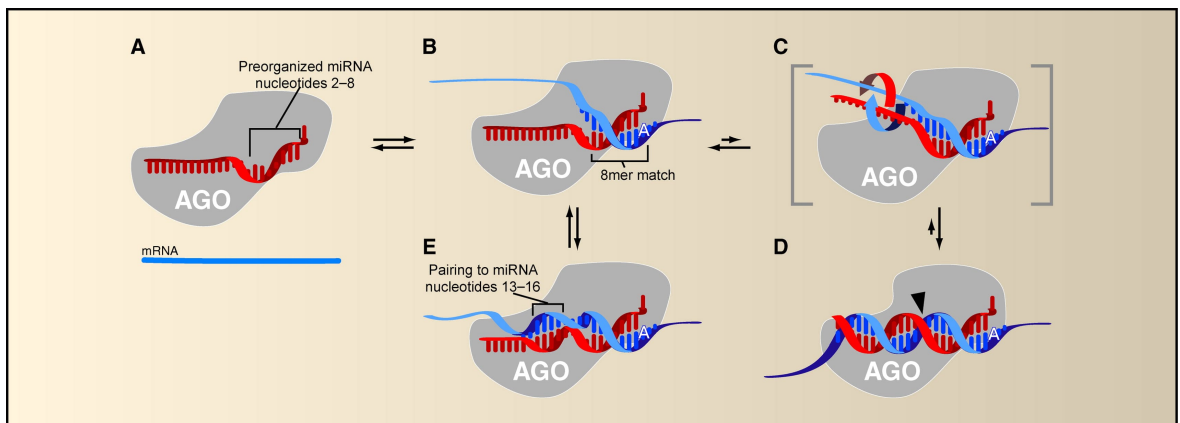 A
Preorganized miRNA
nucleotides 2–8
AGO
mRNA
B
A
8mer match
AGO
C
A
AGO
E
Pairing to miRNA
nucleotides 13–16
A
AGO
D
A
AGO